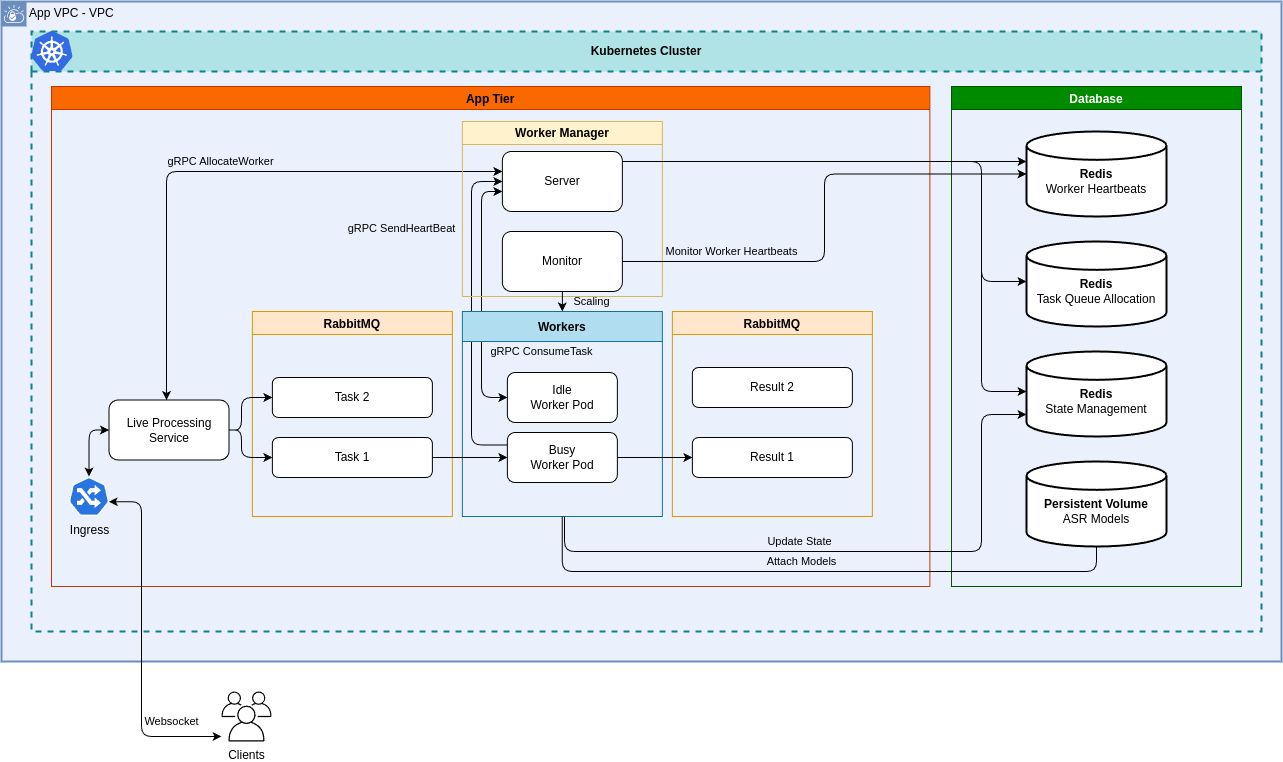 App VPC - VPC
Kubernetes Cluster
App Tier
Database
Worker Manager
gRPC AllocateWorker
Server
Redis
Worker Heartbeats
gRPC SendHeartBeat
Monitor
Monitor Worker Heartbeats
Redis
Task Queue Allocation
Scaling
RabbitMQ
Workers
RabbitMQ
gRPC ConsumeTask
Task 2
Idle
Worker Pod
Result 2
Redis
State Management
Live Processing
Service
Task 1
Busy
Worker Pod
Result 1
Persistent Volume
ASR Models
Ingress
Update State
Attach Models
Websocket
Clients